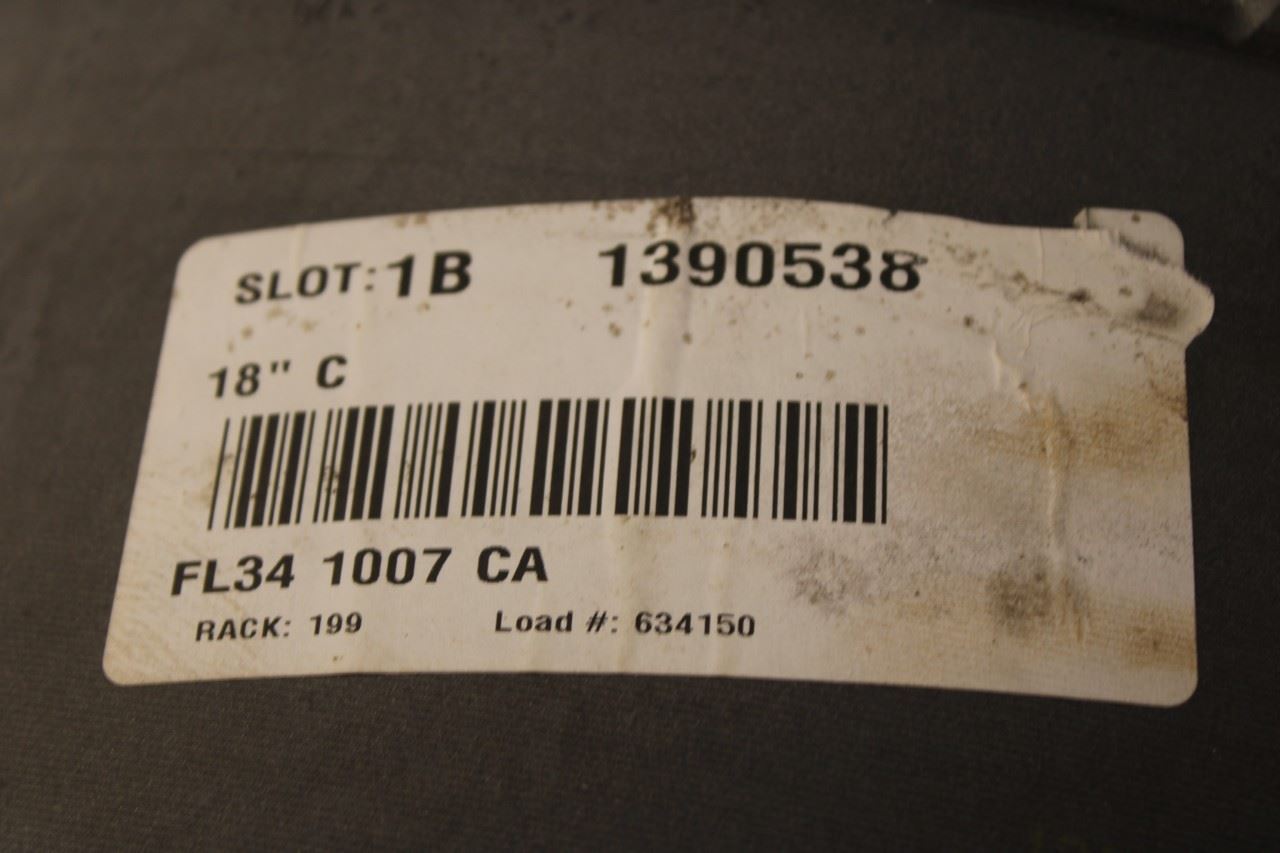 SLOT: 1B 1390538
18" C
FL34 1007 CA
RACK: 199 Load #: 634150